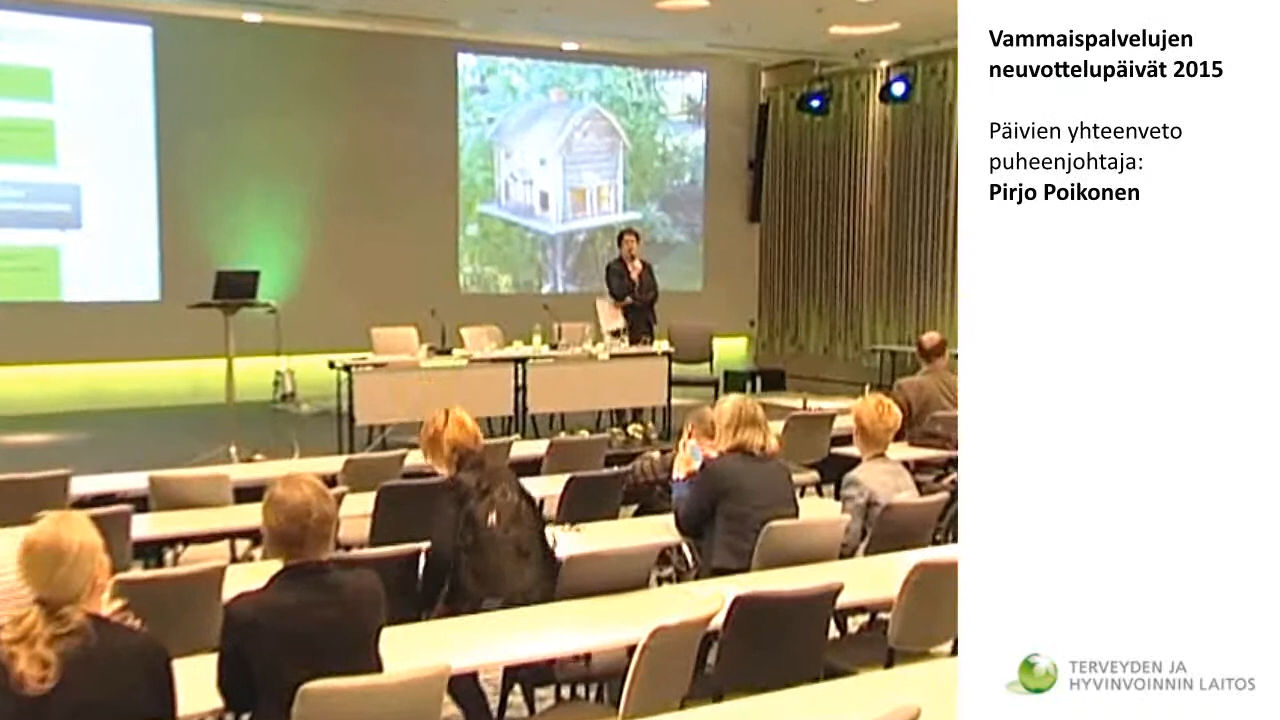 Vammaispalvelujen
neuvottelupäivät 2015
Päivien yhteenveto
puheenjohtaja:
Pirjo Poikonen
TERVEYDEN JA
HYVINVOINNIN LAITOS